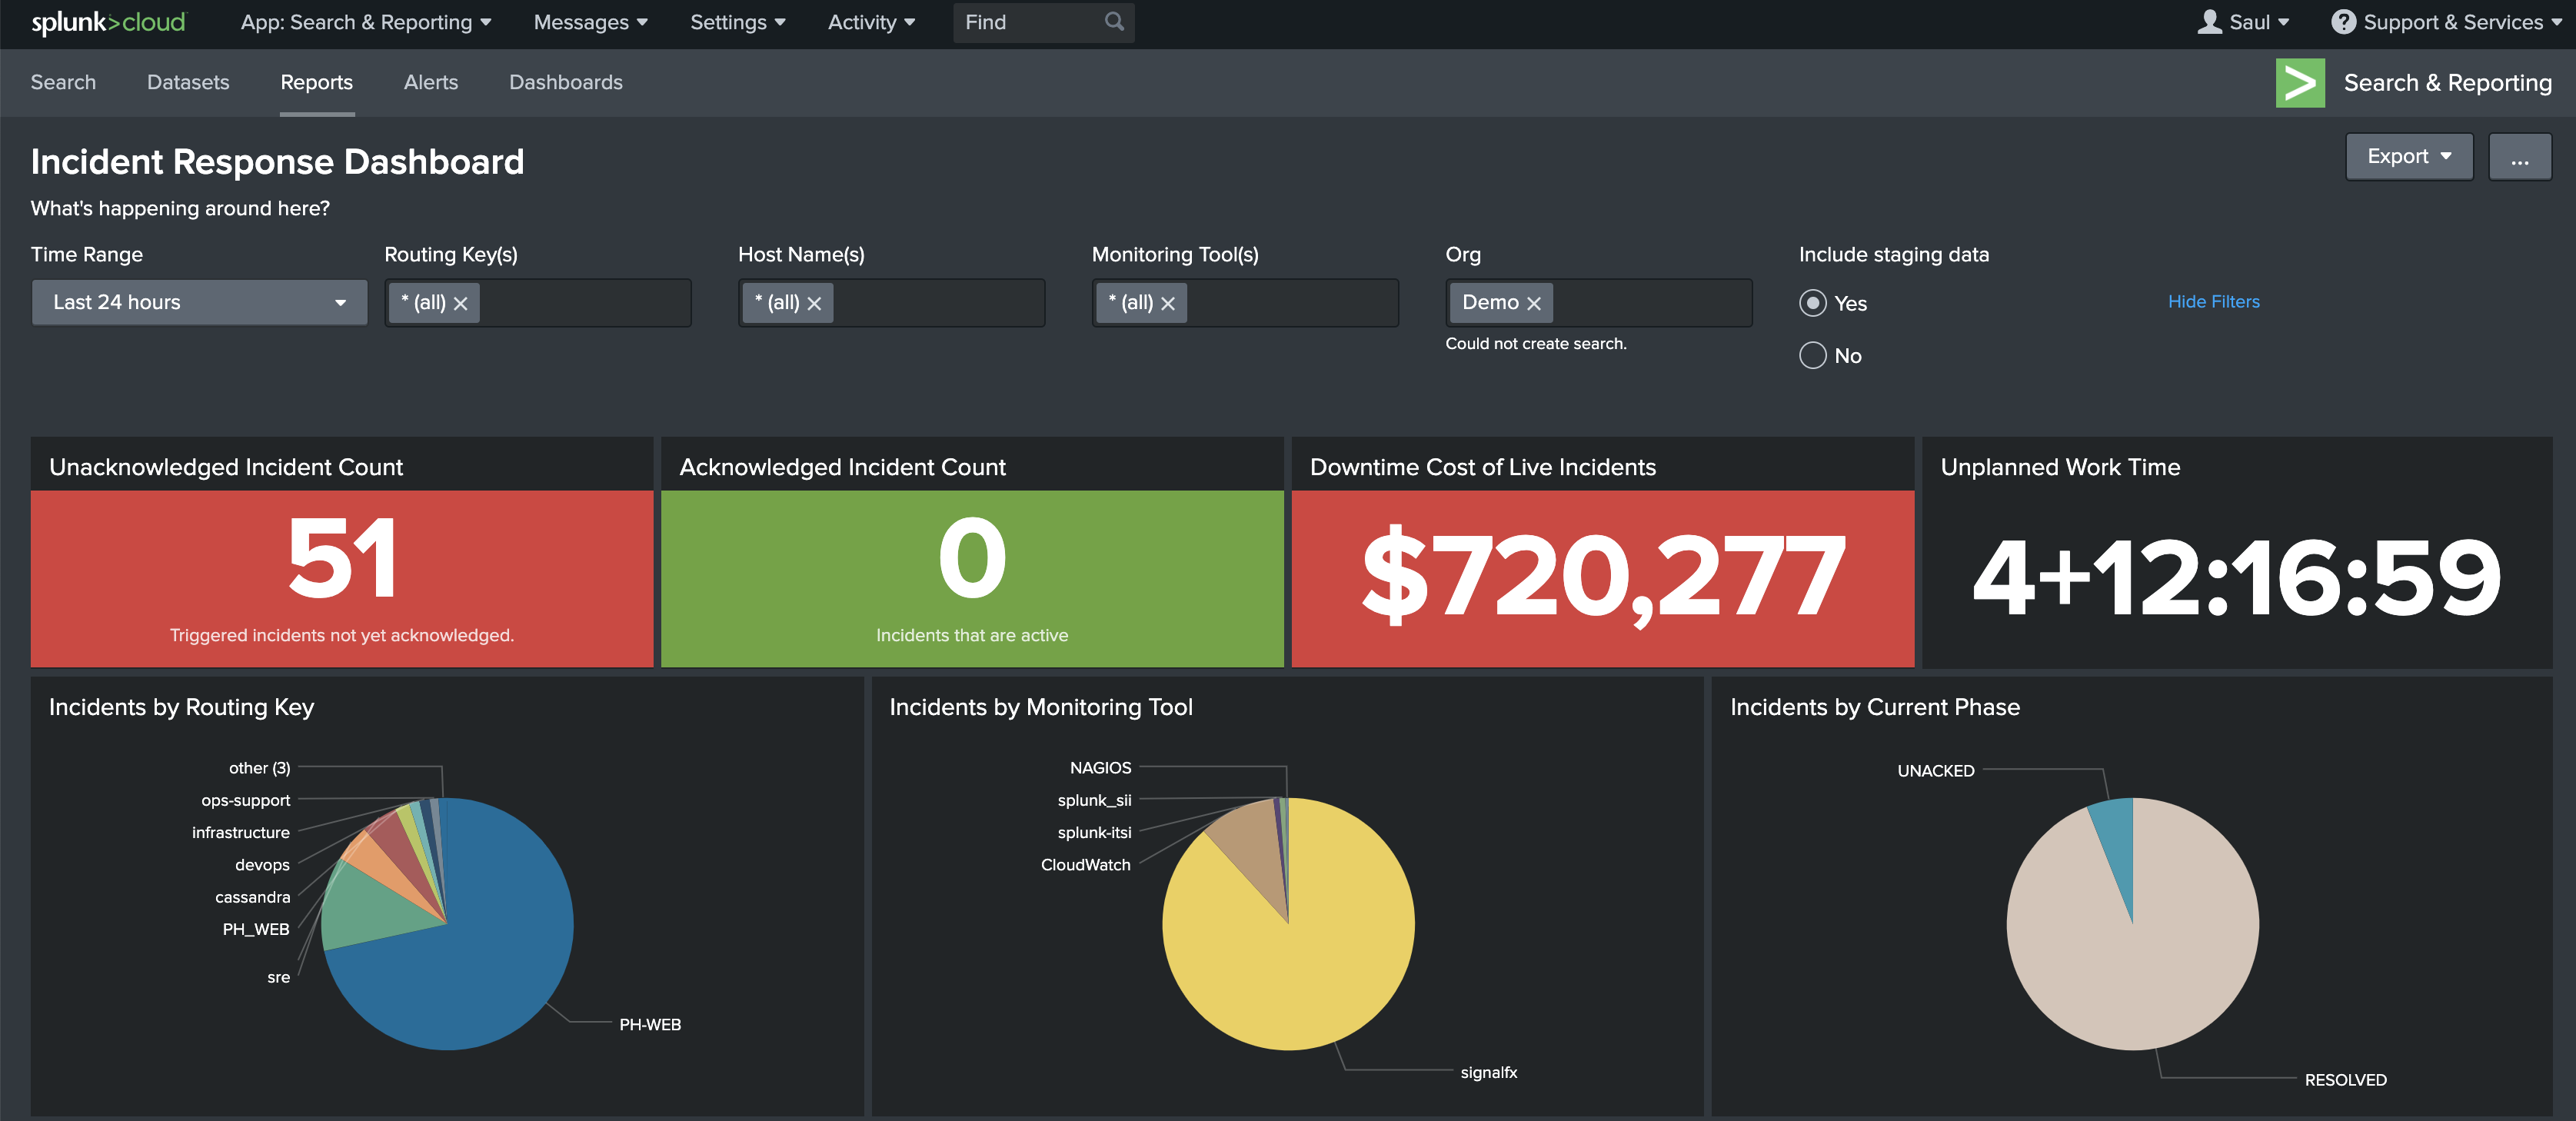 splunk>cloud App: Search & Reporting Messages Settings Activity Find Saul ? Support & Services
Search Datasets Reports Alerts Dashboards > Search & Reporting
Incident Response Dashboard Export ...
What's happening around here?
Time Range Routing Key(s) Host Name(s) Monitoring Tool(s) Org Include staging data
Last 24 hours * (all) × * (all) × * (all) × Demo × Yes Hide Filters
Could not create search.
No
Unacknowledged Incident Count Acknowledged Incident Count Downtime Cost of Live Incidents Unplanned Work Time
51 0 $720,277 4+12:16:59
Triggered incidents not yet acknowledged. Incidents that are active
Incidents by Routing Key
other (3)
ops-support
infrastructure
devops
cassandra
PH_WEB
sre
PH-WEB
Incidents by Monitoring Tool
NAGIOS
splunk_sii
splunk-itsi
CloudWatch
signalfx
Incidents by Current Phase
UNACKED
RESOLVED